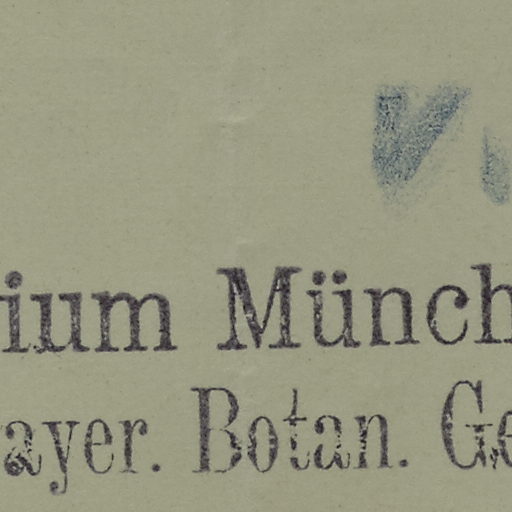 ium Münch
ayer. Botan. Ge